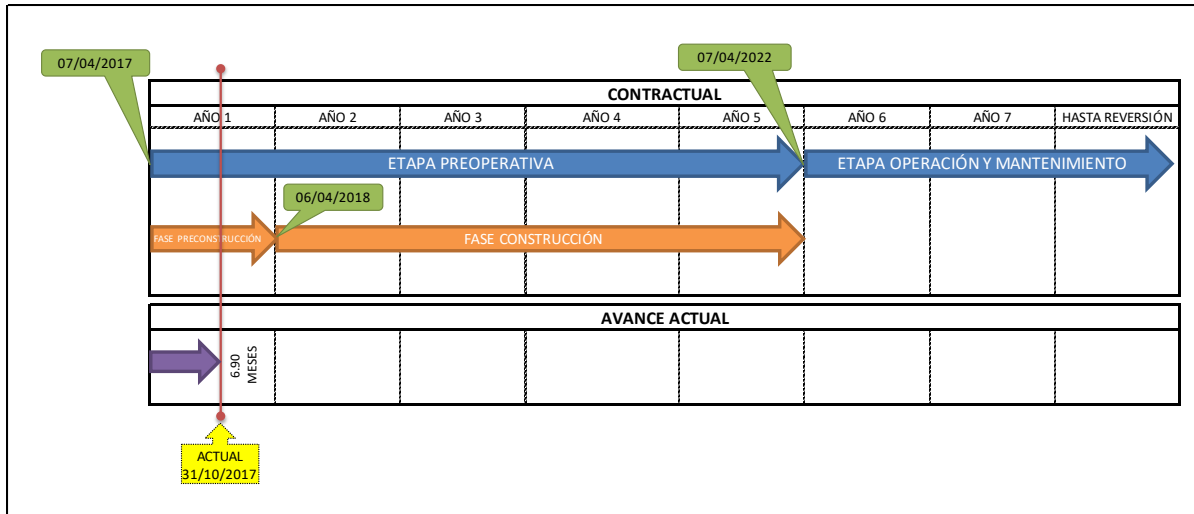 07/04/2017
07/04/2022
CONTRACTUAL
AÑO 1
AÑO 2
AÑO 3
AÑO 4
AÑO 5
AÑO 6
AÑO 7
HASTA REVERSIÓN
ETAPA PREOPERATIVA
ETAPA OPERACIÓN Y MANTENIMIENTO
06/04/2018
FASE PRECONSTRUCCIÓN
FASE CONSTRUCCIÓN
AVANCE ACTUAL
6.90
MESES
ACTUAL
31/10/2017